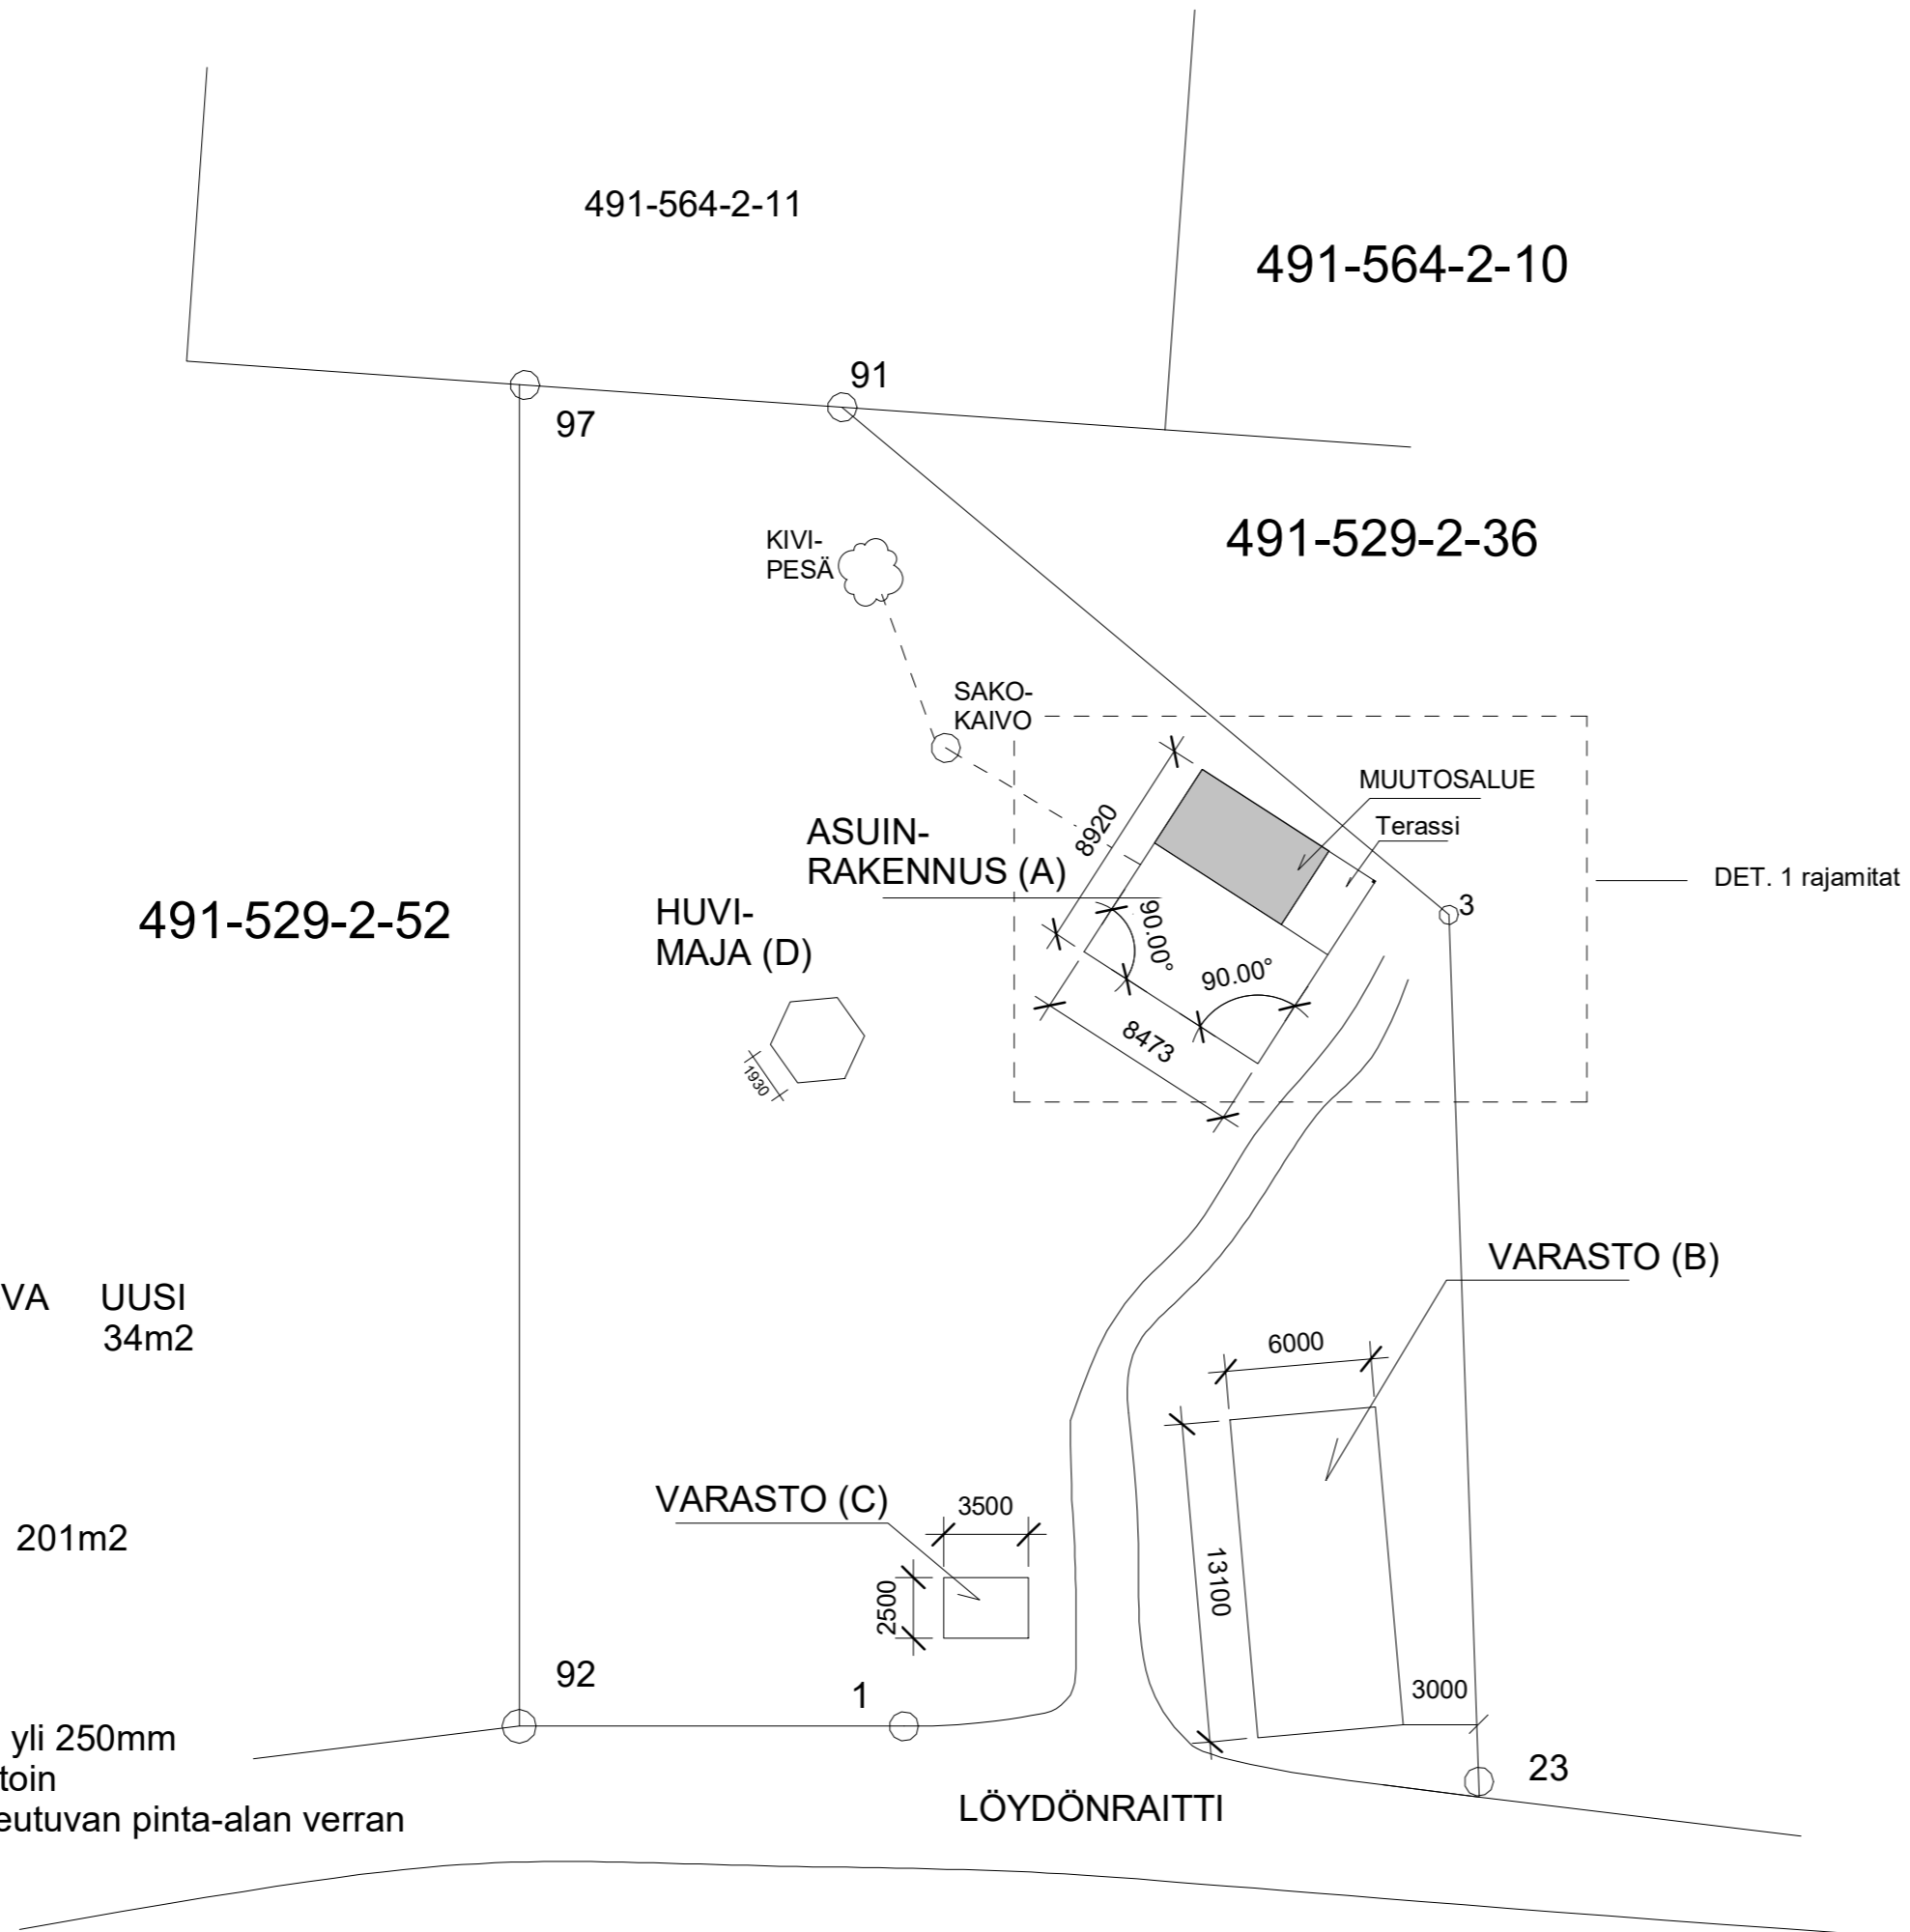 491-564-2-11
491-564-2-10
91
97
491-529-2-36
KIVI-
PESÄ
SAKO-
KAIVO
MUUTOSALUE
Terassi
8920
ASUIN-
RAKENNUS (A)
DET. 1 rajamitat
3
491-529-2-52
HUVI-
MAJA (D)
90.00°
90.00°
8473
1930
VARASTO (B)
VA UUSI
34m2
6000
VARASTO (C)
3500
201m2
13100
2500
92
1
3000
yli 250mm
toin
eutuvan pinta-alan verran
23
LÖYDÖNRAITTI